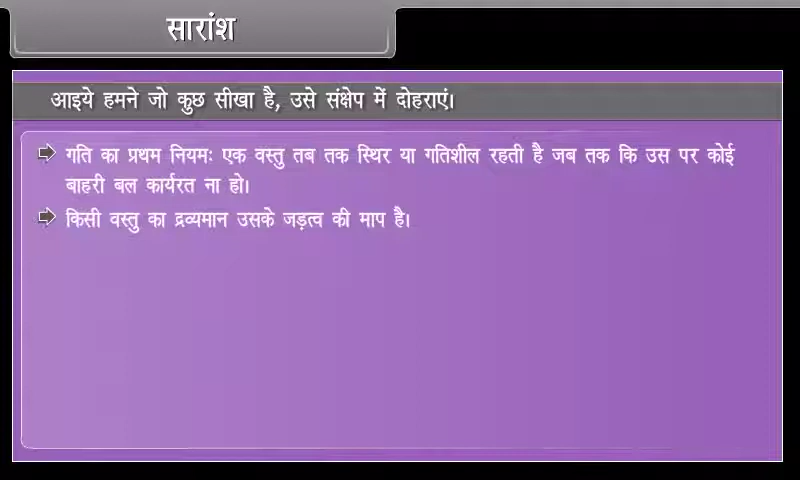 सारांश
आइये हमने जो कुछ सीखा है, उसे संक्षेप में दोहराएं।
गति का प्रथम नियमः एक वस्तु तब तक स्थिर या गतिशील रहती है जब तक कि उस पर कोई
बाहरी बल कार्यरत ना हो।
किसी वस्तु का द्रव्यमान उसके जड़त्व की माप है।